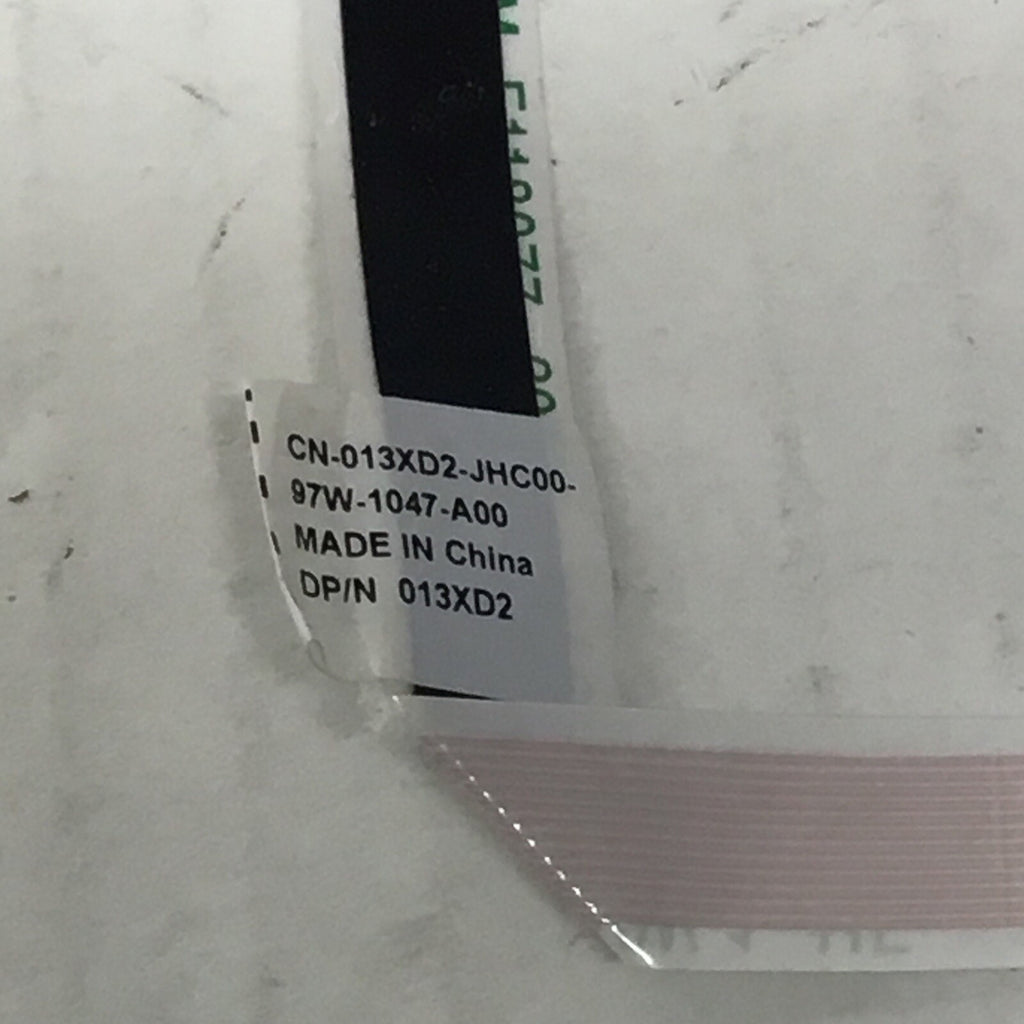 CN-013XD2-JHC00-
97W-1047-A00
MADE IN China
DP/N 013XD2